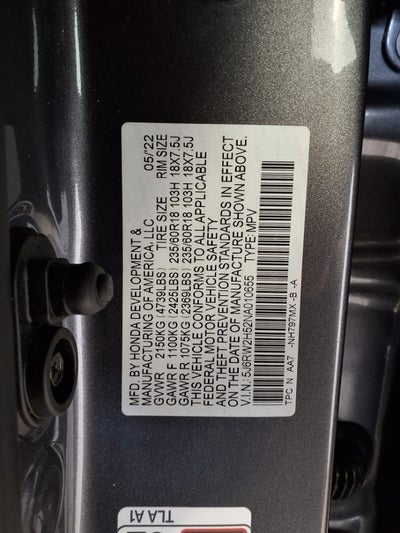 MFD. BY HONDA DEVELOPMENT & 05/'22
MANUFACTURING OF AMERICA, LLC
GVWR 2150KG (4739LBS) TIRE SIZE RIM SIZE
GAWR F 1100KG (2425LBS) 235/60R18 103H 18X7.5J
GAWR R 1075KG (2369LBS) 235/60R18 103H 18X7.5J
THIS VEHICLE CONFORMS TO ALL APPLICABLE
FEDERAL MOTOR VEHICLE SAFETY
AND THEFT PREVENTION STANDARDS IN EFFECT
ON THE DATE OF MANUFACTURE SHOWN ABOVE.
V.I.N.: 5J6RW2H52NA010655 TYPE: MPV
TPC N AA7 -NH797MX -B -A
TLA A1